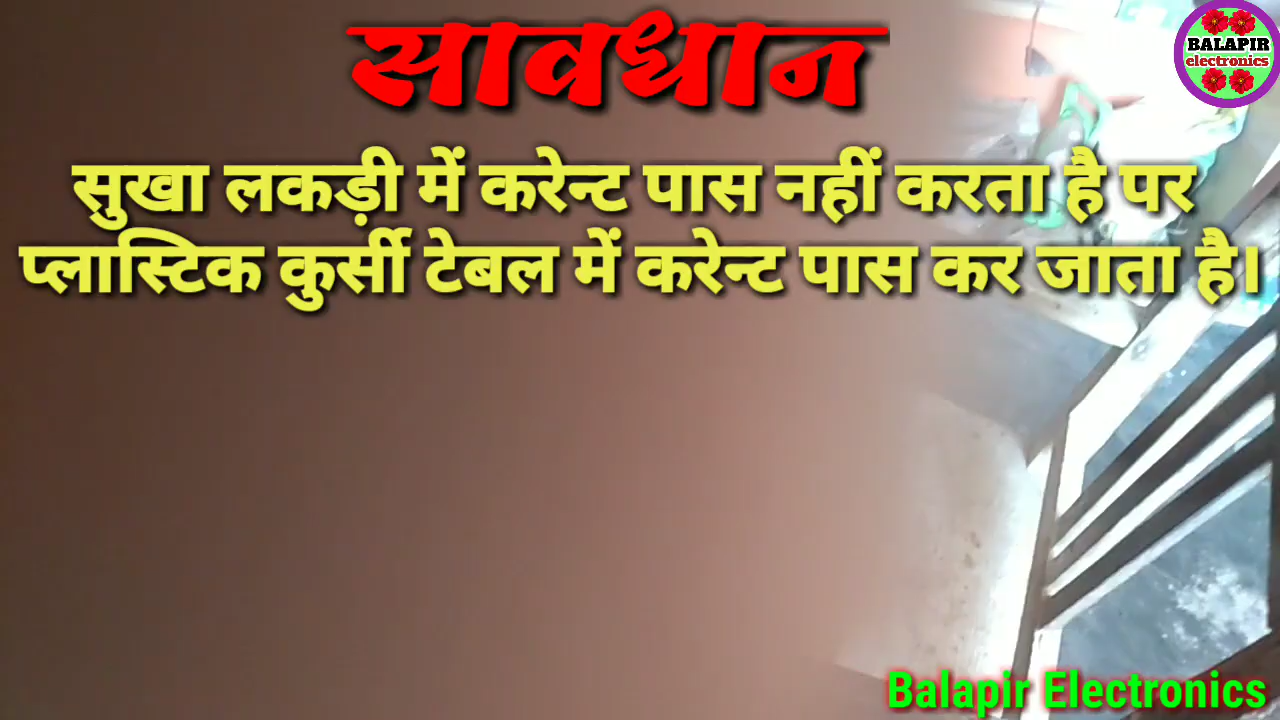 सावधान
BALAPIR
electronics
सुखा लकड़ी में करेन्ट पास नहीं करता है पर
प्लास्टिक कुर्सी टेबल में करेन्ट पास कर जाता है।
Balapir Electronics